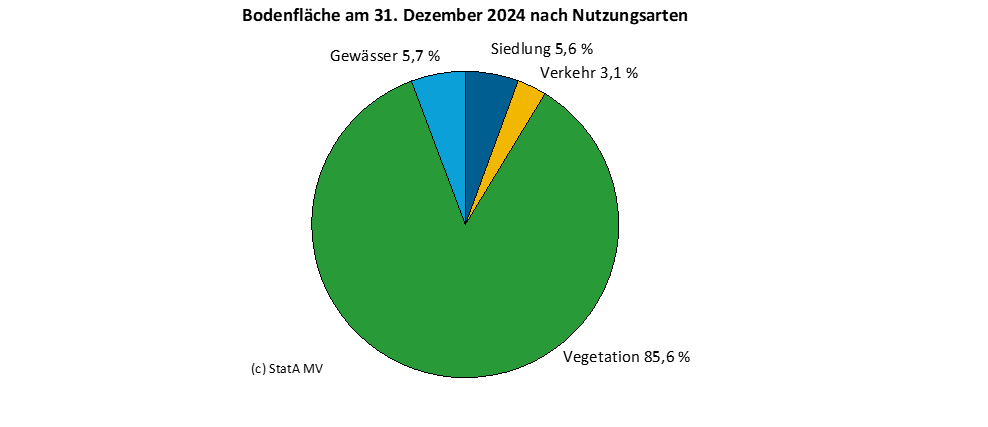 Bodenfläche am 31. Dezember 2024 nach Nutzungsarten
Siedlung 5,6 %
Gewässer 5,7 %
Verkehr 3,1 %
Vegetation 85,6 %
(c) StatA MV